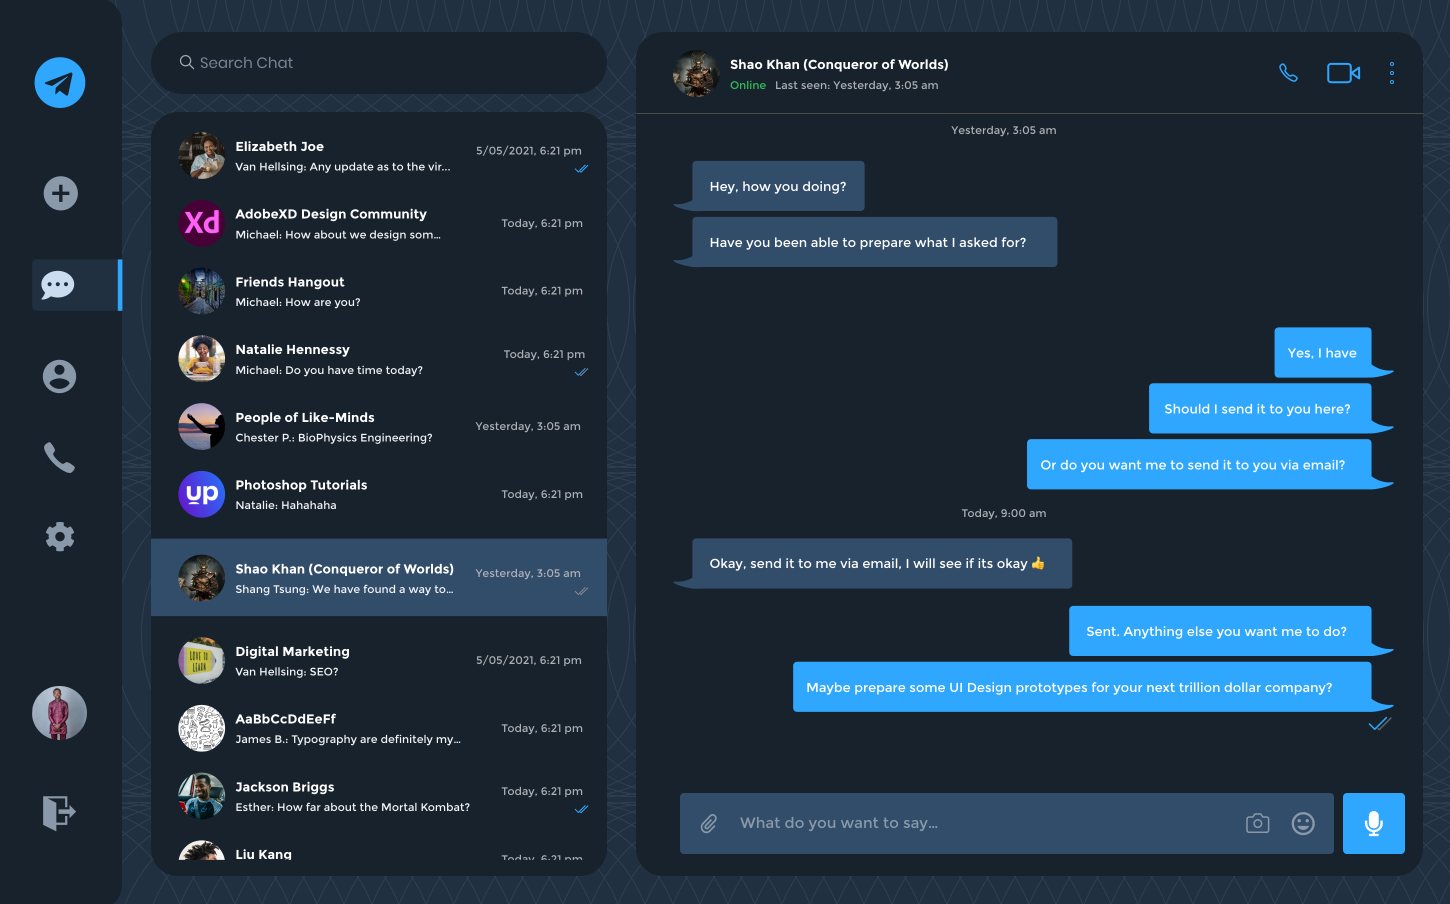 Search Chat
Elizabeth Joe
5/05/2021, 6:21 pm
Van Hellsing: Any update as to the vir...
Xd
AdobeXD Design Community
Today, 6:21 pm
Michael: How about we design som...
Friends Hangout
Today, 6:21 pm
Michael: How are you?
Natalie Hennessy
Today, 6:21 pm
Michael: Do you have time today?
People of Like-Minds
Yesterday, 3:05 am
Chester P.: BioPhysics Engineering?
up
Photoshop Tutorials
Today, 6:21 pm
Natalie: Hahahaha
Shao Khan (Conqueror of Worlds)
Yesterday, 3:05 am
Shang Tsung: We have found a way to...
LOVE TO
LEARN
Digital Marketing
5/05/2021, 6:21 pm
Van Hellsing: SEO?
AaBbCcDdEeFf
Today, 6:21 pm
James B.: Typography are definitely my...
Jackson Briggs
Today, 6:21 pm
Esther: How far about the Mortal Kombat?
Liu Kang
Today, 6:21 pm
Shao Khan (Conqueror of Worlds)
Online Last seen: Yesterday, 3:05 am
Yesterday, 3:05 am
Hey, how you doing?
Have you been able to prepare what I asked for?
Yes, I have
Should I send it to you here?
Or do you want me to send it to you via email?
Today, 9:00 am
Okay, send it to me via email, I will see if its okay 👍
Sent. Anything else you want me to do?
Maybe prepare some UI Design prototypes for your next trillion dollar company?
What do you want to say...